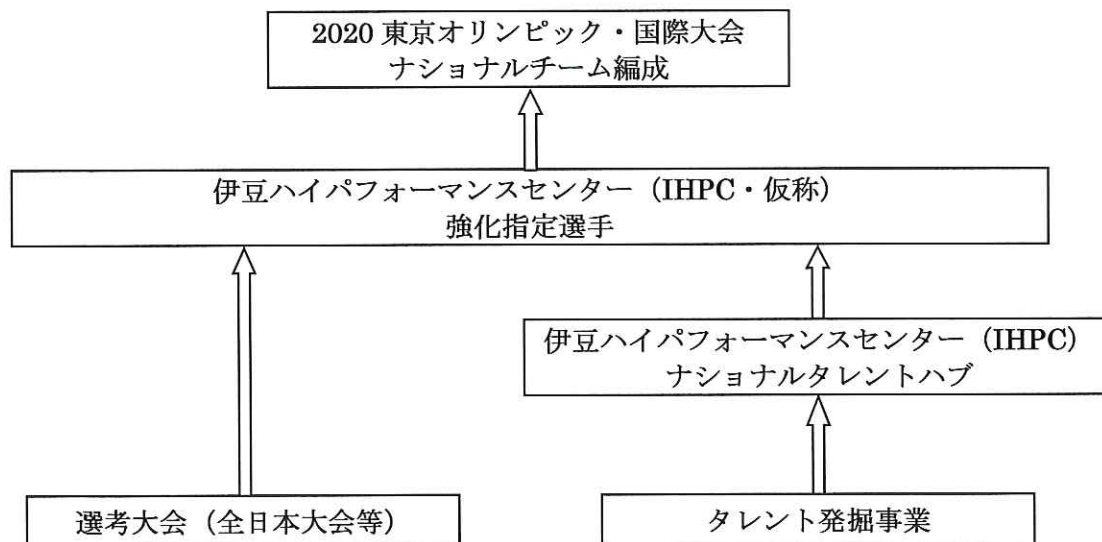 2020 東京オリンピック・国際大会
ナショナルチーム編成
伊豆ハイパフォーマンスセンター（IHPC・仮称）
強化指定選手
伊豆ハイパフォーマンスセンター（IHPC）
ナショナルタレントハブ
選考大会（全日本大会等）
タレント発掘事業